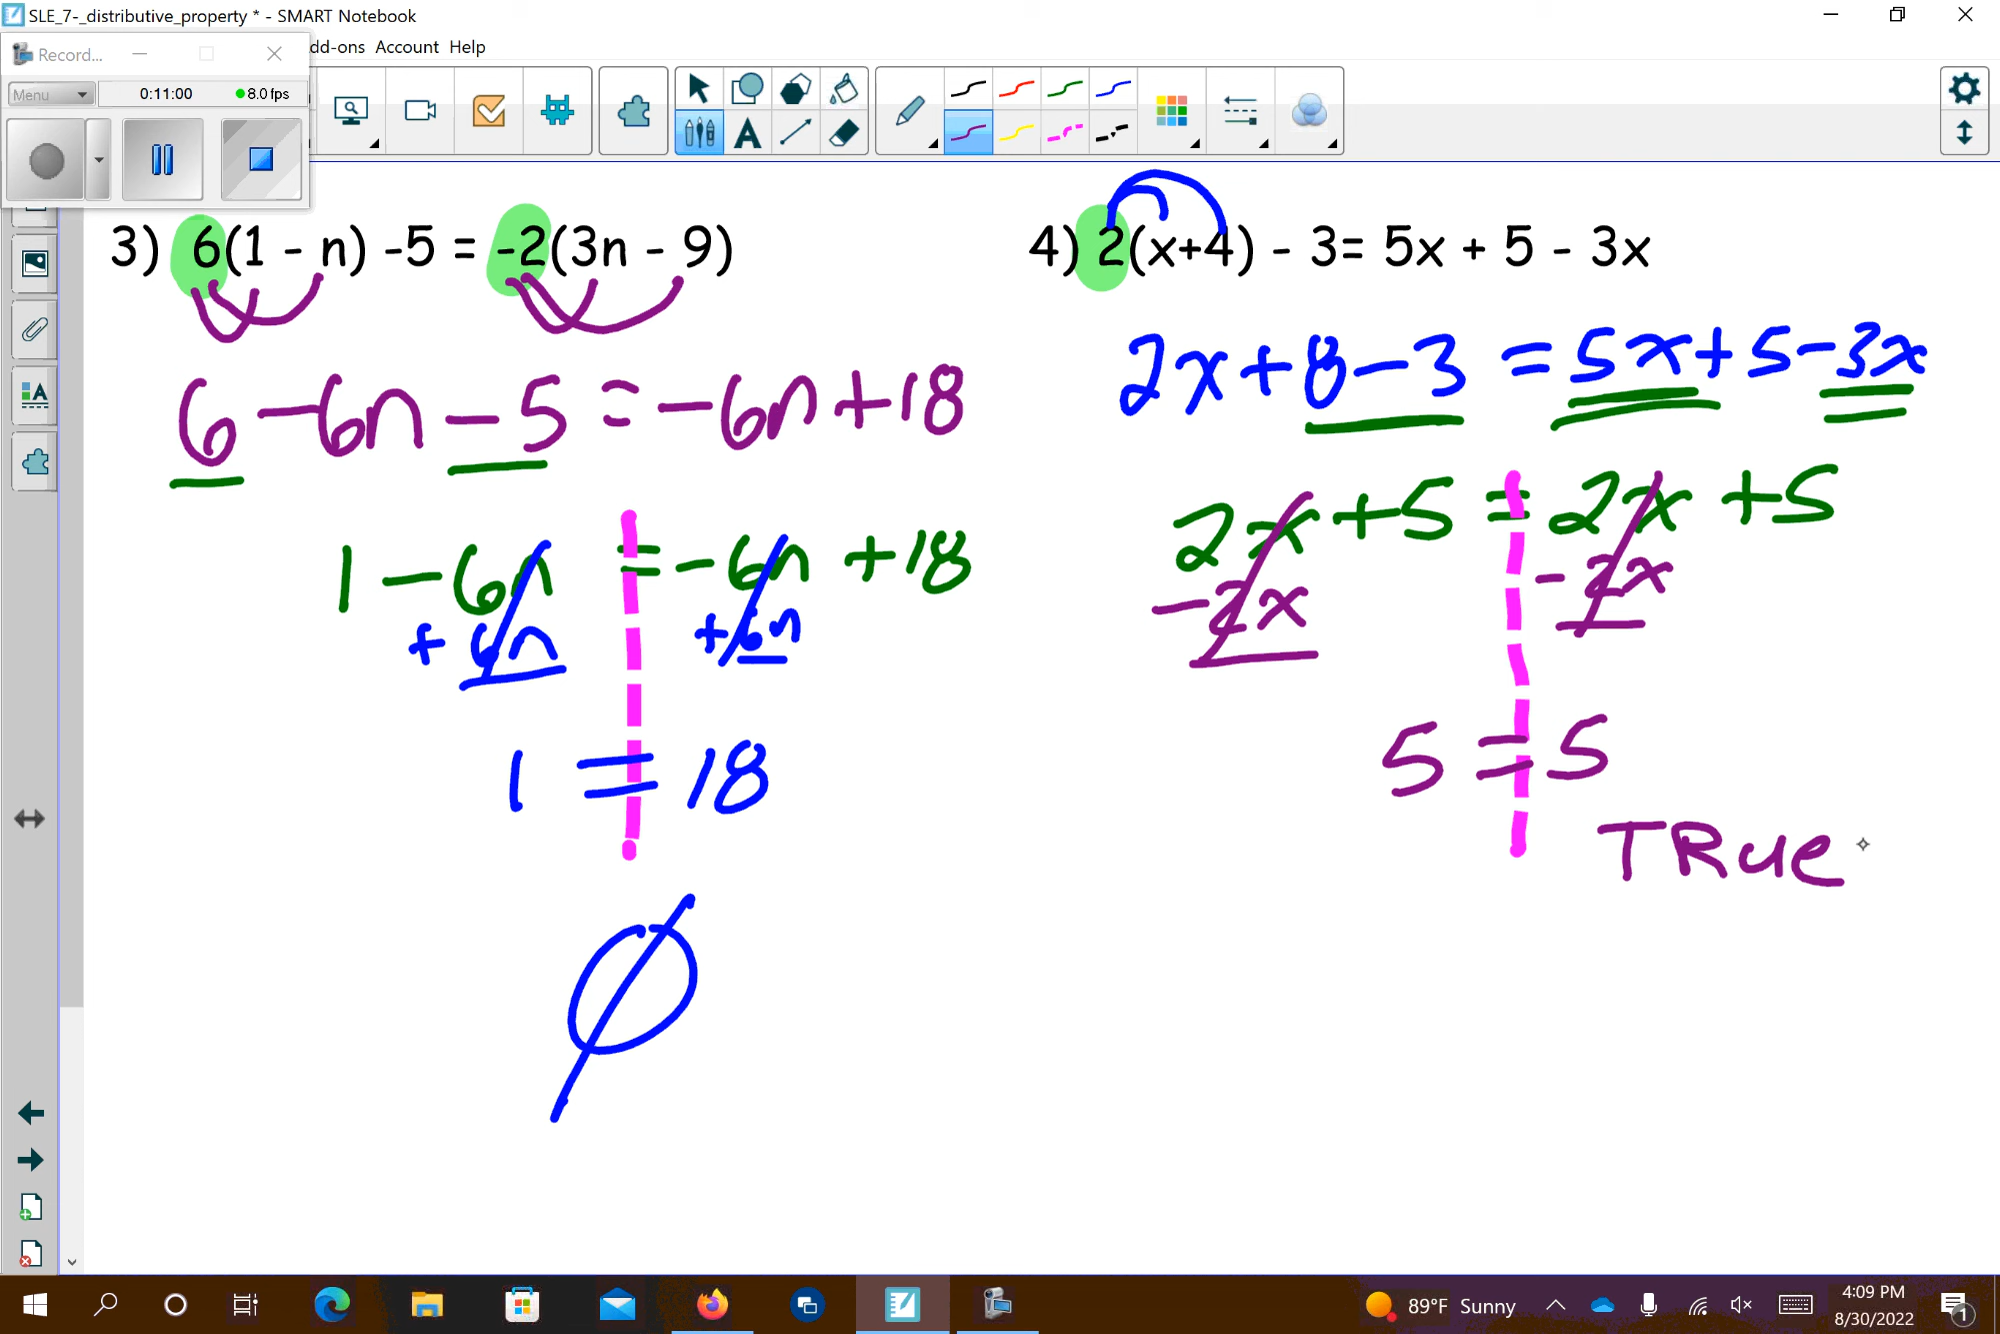 SLE_7-_distributive_property * - SMART Notebook
Record...
dd-ons Account Help
Menu 0:11:00 8.0 fps
3) 6(1 - n) -5 = -2(3n - 9)
6 - 6n - 5 = -6n + 18
1 - 6n = -6n + 18
+ 6n +6n
1 = 18
Ø
4) 2(x+4) - 3= 5x + 5 - 3x
2x + 8 - 3 = 5x + 5 - 3x
2x + 5 = 2x + 5
-2x - 2x
5 = 5
TRue
89°F Sunny
4:09 PM
8/30/2022
1